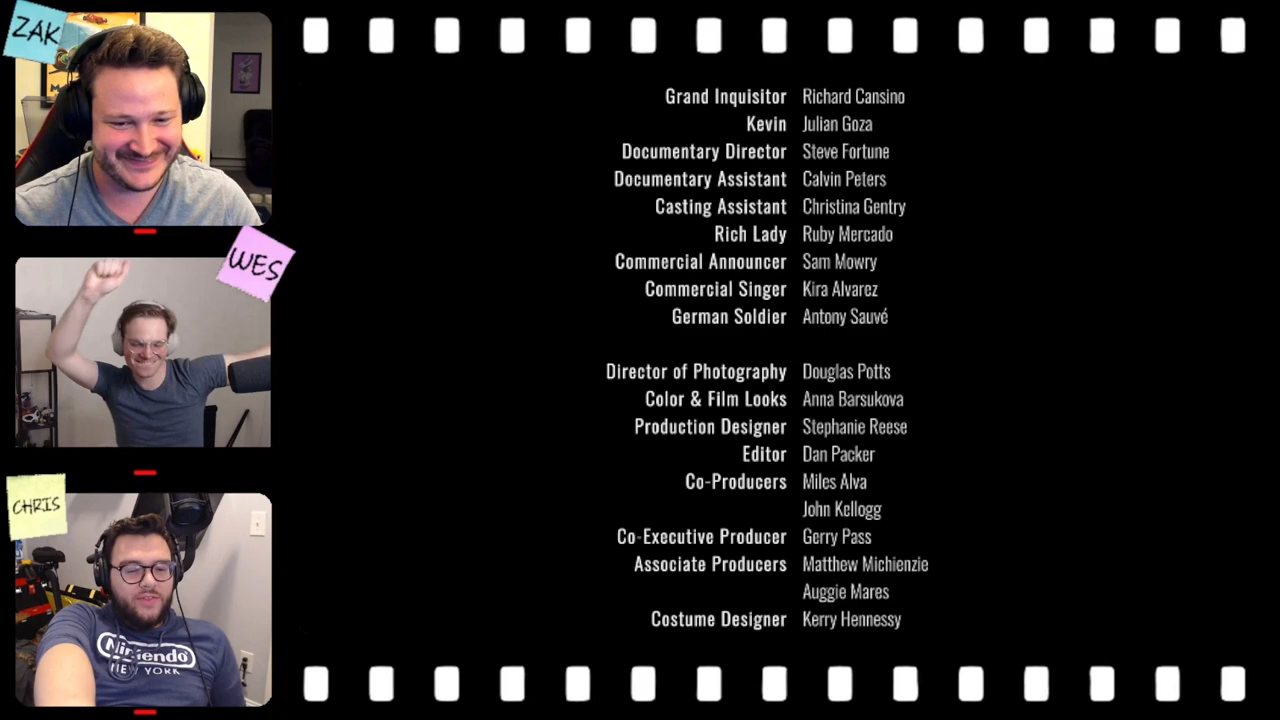 ZAK
WES
CHRIS
Nintendo
NEW YORK
Grand Inquisitor Richard Cansino
Kevin Julian Goza
Documentary Director Steve Fortune
Documentary Assistant Calvin Peters
Casting Assistant Christina Gentry
Rich Lady Ruby Mercado
Commercial Announcer Sam Mowry
Commercial Singer Kira Alvarez
German Soldier Antony Sauvé
Director of Photography Douglas Potts
Color & Film Looks Anna Barsukova
Production Designer Stephanie Reese
Editor Dan Packer
Co-Producers Miles Alva
John Kellogg
Co-Executive Producer Gerry Pass
Associate Producers Matthew Michienzie
Auggie Mares
Costume Designer Kerry Hennessy